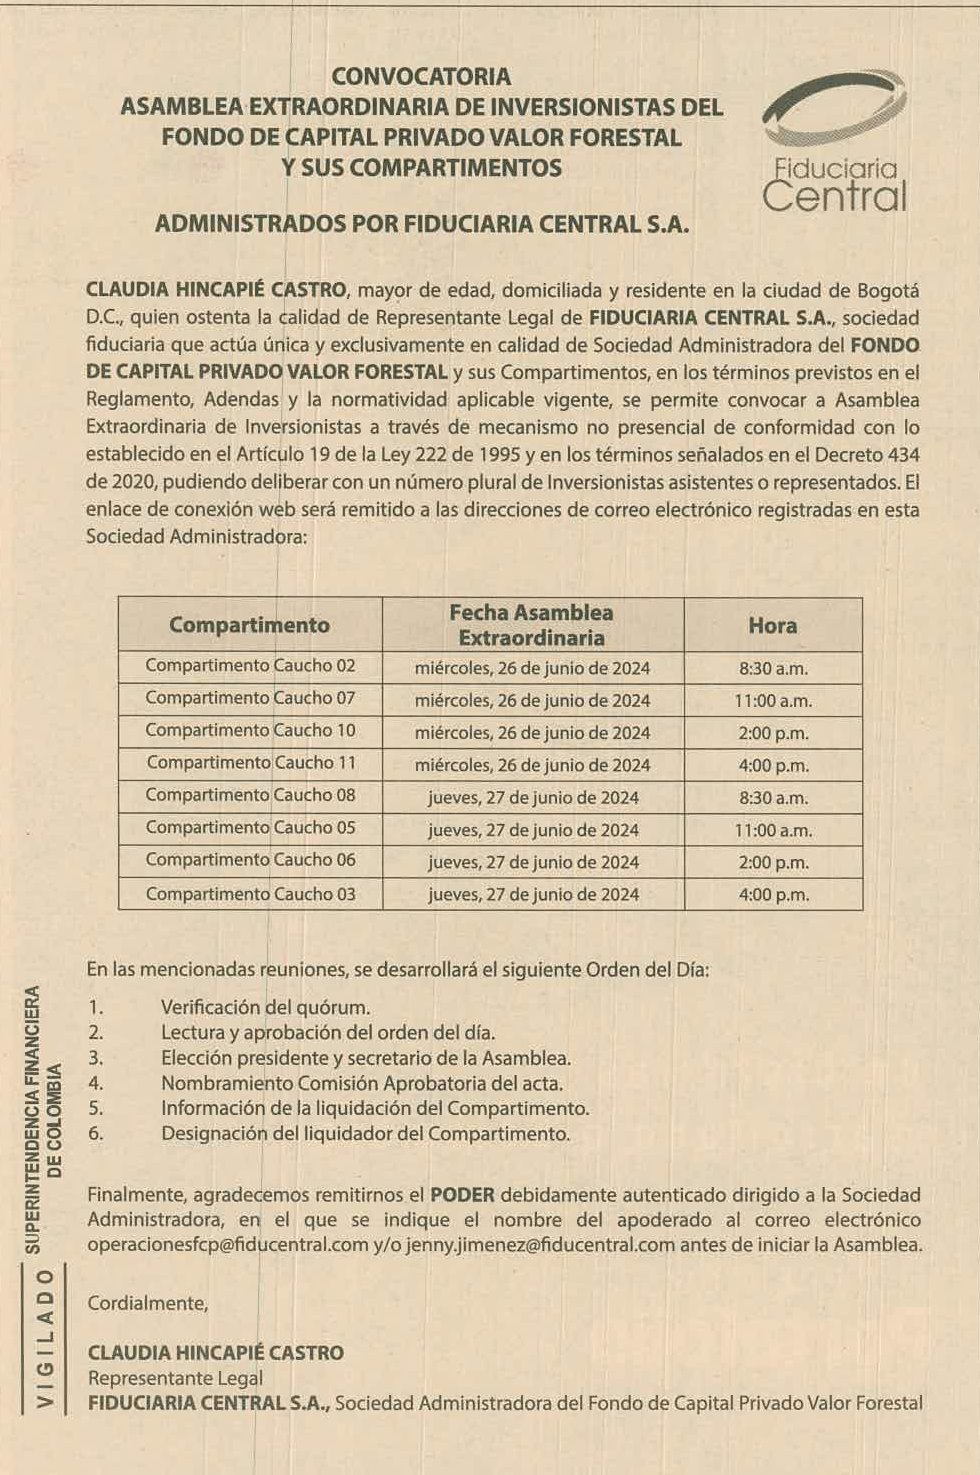 CONVOCATORIA
ASAMBLEA EXTRAORDINARIA DE INVERSIONISTAS DEL
FONDO DE CAPITAL PRIVADO VALOR FORESTAL
Y SUS COMPARTIMENTOS
ADMINISTRADOS POR FIDUCIARIA CENTRAL S.A.
Fiduciaria
Central
CLAUDIA HINCAPIÉ CASTRO, mayor de edad, domiciliada y residente en la ciudad de Bogotá
D.C., quien ostenta la calidad de Representante Legal de FIDUCIARIA CENTRAL S.A., sociedad
fiduciaria que actúa única y exclusivamente en calidad de Sociedad Administradora del FONDO
DE CAPITAL PRIVADO VALOR FORESTAL y sus Compartimentos, en los términos previstos en el
Reglamento, Adendas y la normatividad aplicable vigente, se permite convocar a Asamblea
Extraordinaria de Inversionistas a través de mecanismo no presencial de conformidad con lo
establecido en el Artículo 19 de la Ley 222 de 1995 y en los términos señalados en el Decreto 434
de 2020, pudiendo deliberar con un número plural de Inversionistas asistentes o representados. El
enlace de conexión web será remitido a las direcciones de correo electrónico registradas en esta
Sociedad Administradora:
Compartimento Fecha Asamblea Extraordinaria Hora
Compartimento Caucho 02 miércoles, 26 de junio de 2024 8:30 a.m.
Compartimento Caucho 07 miércoles, 26 de junio de 2024 11:00 a.m.
Compartimento Caucho 10 miércoles, 26 de junio de 2024 2:00 p.m.
Compartimento Caucho 11 miércoles, 26 de junio de 2024 4:00 p.m.
Compartimento Caucho 08 jueves, 27 de junio de 2024 8:30 a.m.
Compartimento Caucho 05 jueves, 27 de junio de 2024 11:00 a.m.
Compartimento Caucho 06 jueves, 27 de junio de 2024 2:00 p.m.
Compartimento Caucho 03 jueves, 27 de junio de 2024 4:00 p.m.
En las mencionadas reuniones, se desarrollará el siguiente Orden del Día:
1. Verificación del quórum.
2. Lectura y aprobación del orden del día.
3. Elección presidente y secretario de la Asamblea.
4. Nombramiento Comisión Aprobatoria del acta.
5. Información de la liquidación del Compartimento.
6. Designación del liquidador del Compartimento.
Finalmente, agradecemos remitirnos el PODER debidamente autenticado dirigido a la Sociedad
Administradora, en el que se indique el nombre del apoderado al correo electrónico
operacionesfcp@fiducentral.com y/o jenny.jimenez@fiducentral.com antes de iniciar la Asamblea.
Cordialmente,
CLAUDIA HINCAPIÉ CASTRO
Representante Legal
FIDUCIARIA CENTRAL S.A., Sociedad Administradora del Fondo de Capital Privado Valor Forestal
VIGILADO
SUPERINTENDENCIA FINANCIERA
DE COLOMBIA